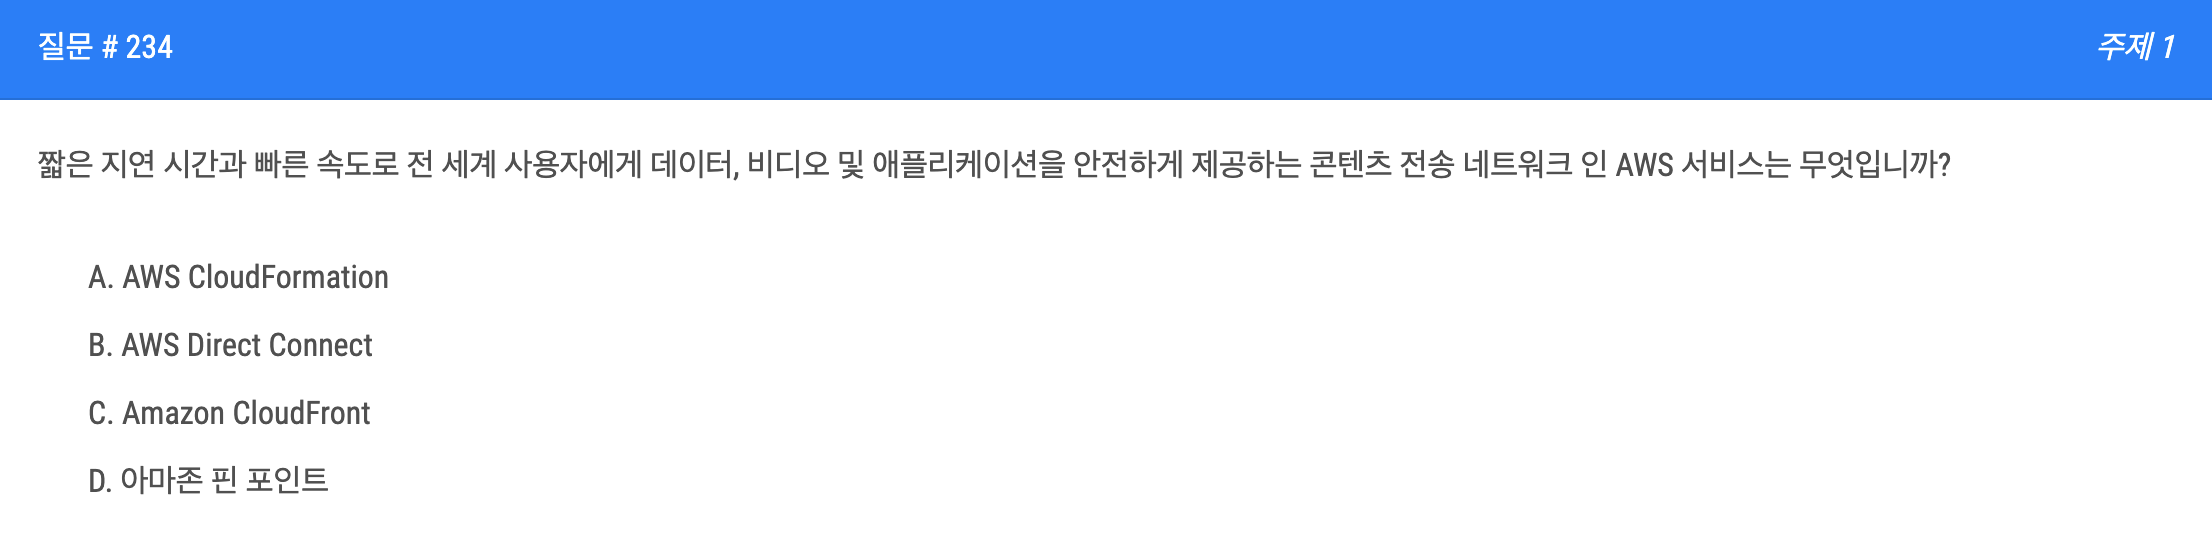 질문 # 234
주제 1
짧은 지연 시간과 빠른 속도로 전 세계 사용자에게 데이터, 비디오 및 애플리케이션을 안전하게 제공하는 콘텐츠 전송 네트워크 인 AWS 서비스는 무엇입니까?
A. AWS CloudFormation
B. AWS Direct Connect
C. Amazon CloudFront
D. 아마존 핀 포인트